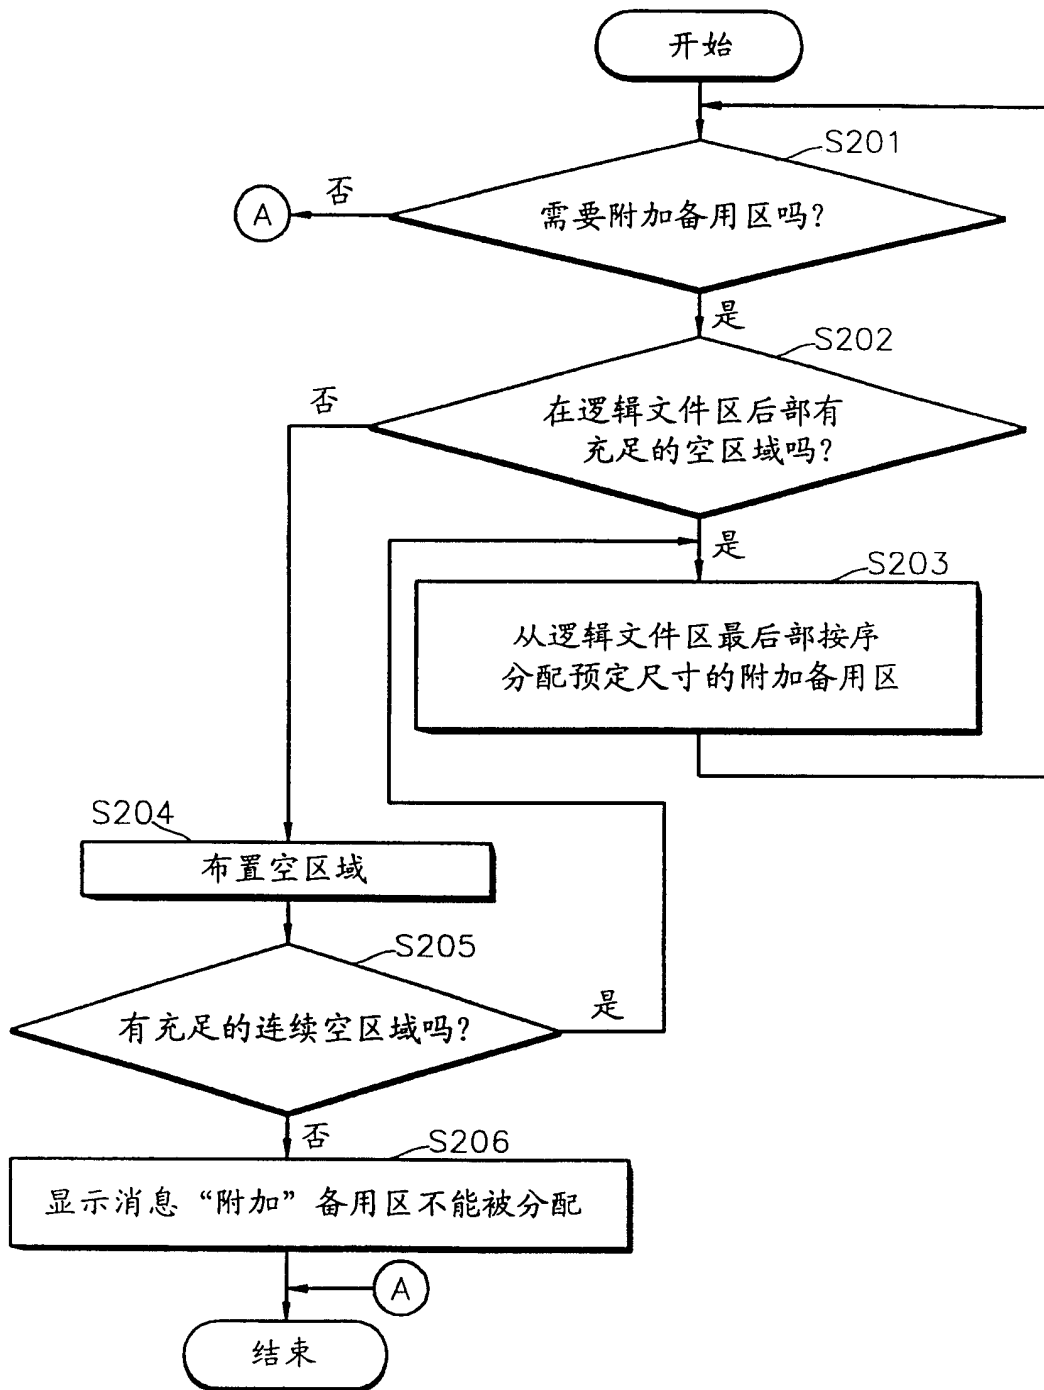 开始
S201
否
A
需要附加备用区吗?
是
S202
否
在逻辑文件区后部有
充足的空区域吗?
是
S203
从逻辑文件区最后部按序
分配预定尺寸的附加备用区
S204
布置空区域
S205
有充足的连续空区域吗?
是
否
S206
显示消息“附加”备用区不能被分配
A
结束